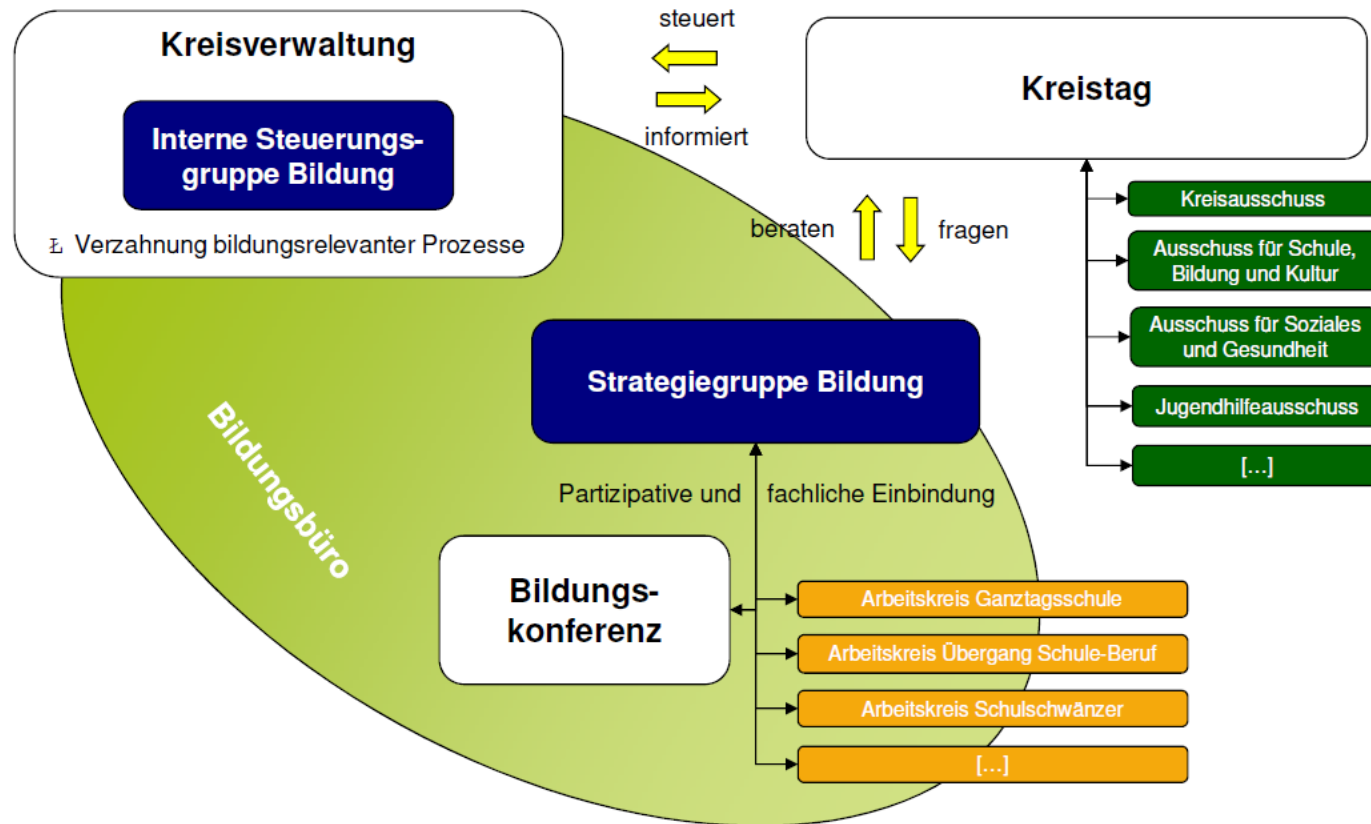 Kreisverwaltung
Interne Steuerungs-
gruppe Bildung
Ł Verzahnung bildungsrelevanter Prozesse
steuert
informiert
Kreistag
beraten
fragen
Kreisausschuss
Ausschuss für Schule,
Bildung und Kultur
Ausschuss für Soziales
und Gesundheit
Jugendhilfeausschuss
[...]
Strategiegruppe Bildung
Bildungsbüro
Partizipative und fachliche Einbindung
Bildungs-
konferenz
Arbeitskreis Ganztagsschule
Arbeitskreis Übergang Schule-Beruf
Arbeitskreis Schulschwänzer
[...]